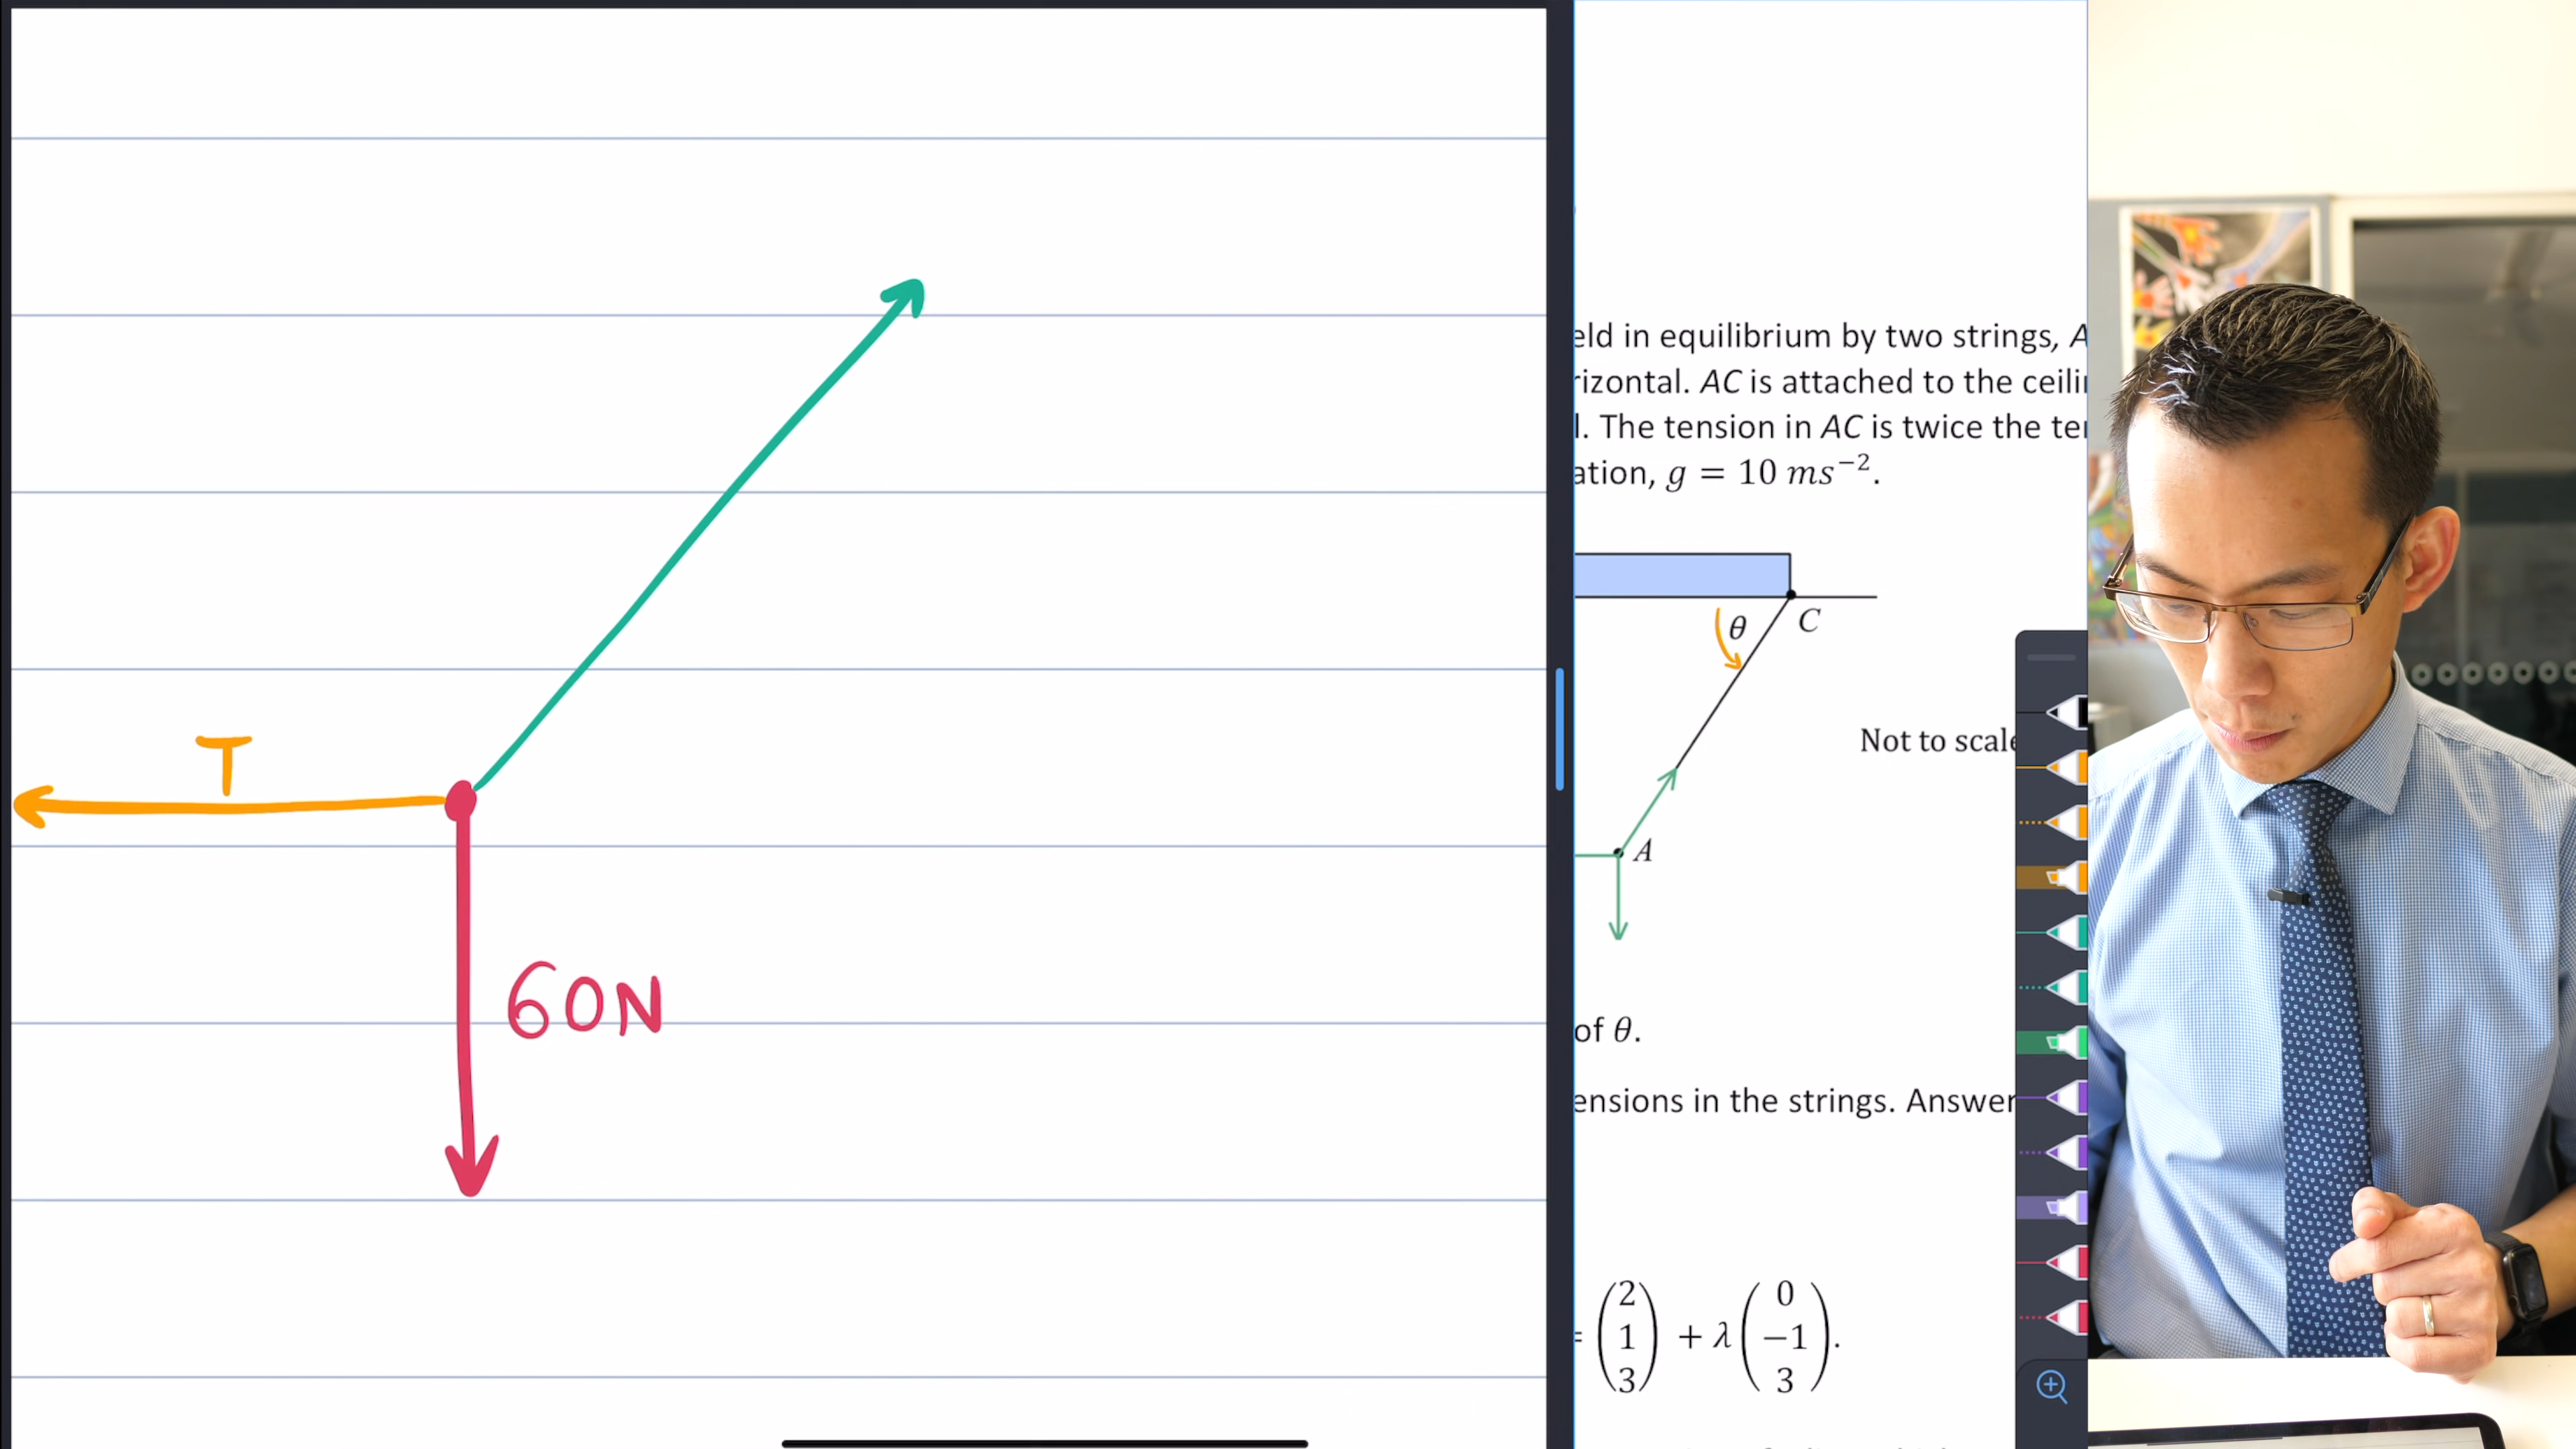 T
60N
eld in equilibrium by two strings, A
rizontal. AC is attached to the ceili
l. The tension in AC is twice the te
ation, g = 10 ms⁻².
θ
C
Not to scale
A
of θ.
ensions in the strings. Answer
= (2 1 3) + λ (0 −1 3).